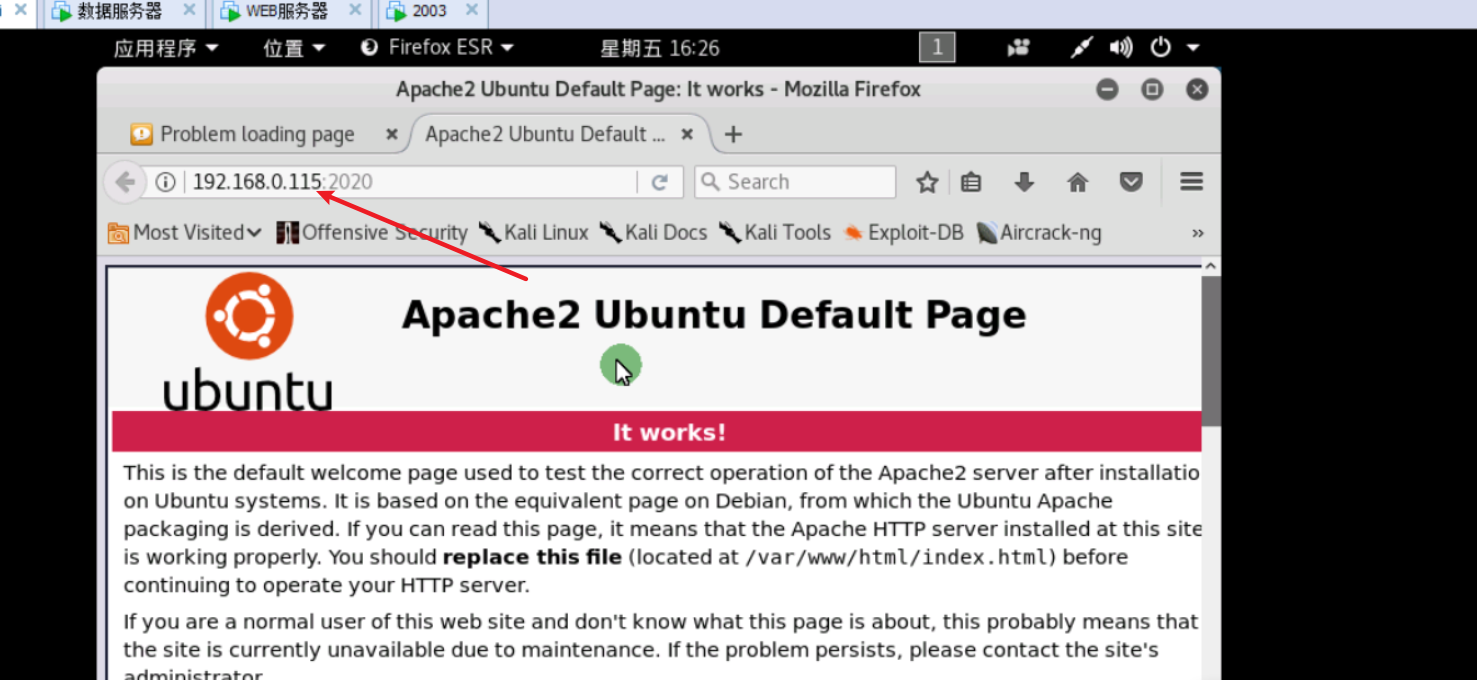 数据服务器 WEB服务器 2003
应用程序 位置 Firefox ESR 星期五 16:26 1
Apache2 Ubuntu Default Page: It works - Mozilla Firefox
Problem loading page Apache2 Ubuntu Default ...
192.168.0.115:2020 Search
Most Visited Offensive Security Kali Linux Kali Docs Kali Tools Exploit-DB Aircrack-ng »
ubuntu
Apache2 Ubuntu Default Page
It works!
This is the default welcome page used to test the correct operation of the Apache2 server after installatio
on Ubuntu systems. It is based on the equivalent page on Debian, from which the Ubuntu Apache
packaging is derived. If you can read this page, it means that the Apache HTTP server installed at this site
is working properly. You should replace this file (located at /var/www/html/index.html) before
continuing to operate your HTTP server.
If you are a normal user of this web site and don't know what this page is about, this probably means that
the site is currently unavailable due to maintenance. If the problem persists, please contact the site's
administrator.